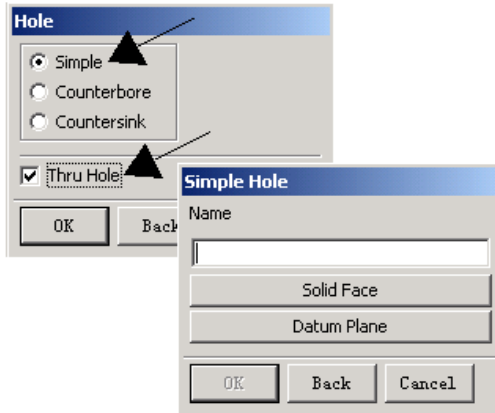 Hole
Simple
Counterbore
Countersink
Thru Hole
OK
Simple Hole
Name
Solid Face
Datum Plane
OK Back Cancel